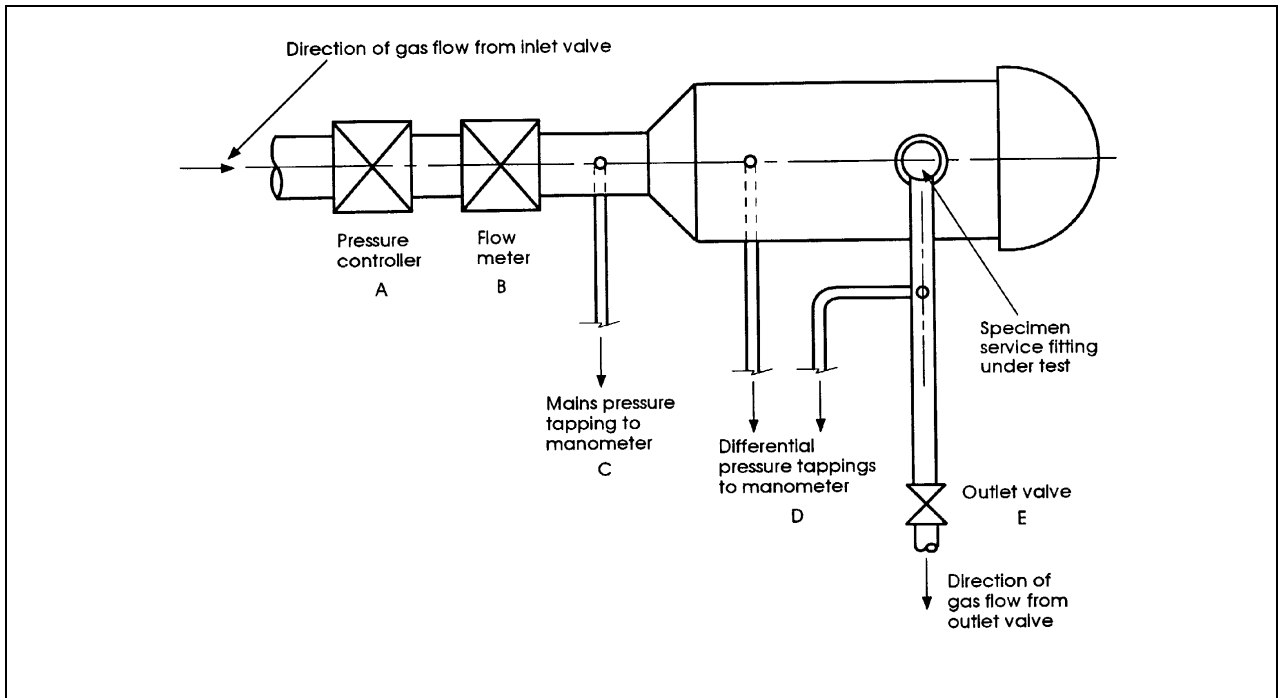 Direction of gas flow from inlet valve
Pressure
controller
A
Flow
meter
B
Mains pressure
tapping to
manometer
C
Differential
pressure tappings
to manometer
D
Specimen
service fitting
under test
Outlet valve
E
Direction of
gas flow from
outlet valve